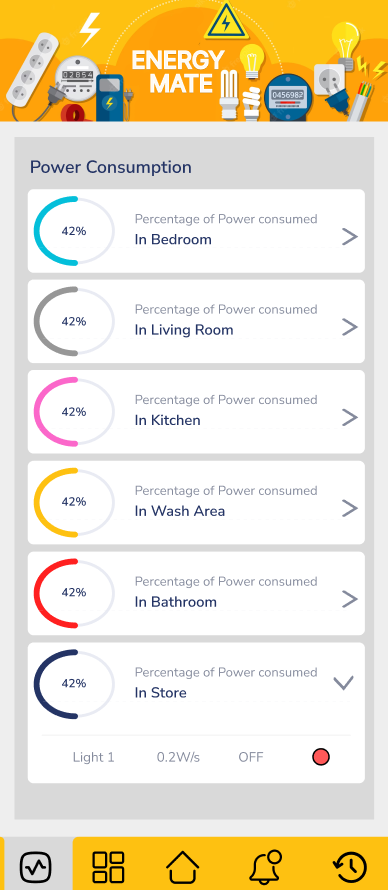 ENERGY
MATE
02854
0456982
Power Consumption
42%
Percentage of Power consumed
In Bedroom
42%
Percentage of Power consumed
In Living Room
42%
Percentage of Power consumed
In Kitchen
42%
Percentage of Power consumed
In Wash Area
42%
Percentage of Power consumed
In Bathroom
42%
Percentage of Power consumed
In Store
Light 1 0.2W/s OFF